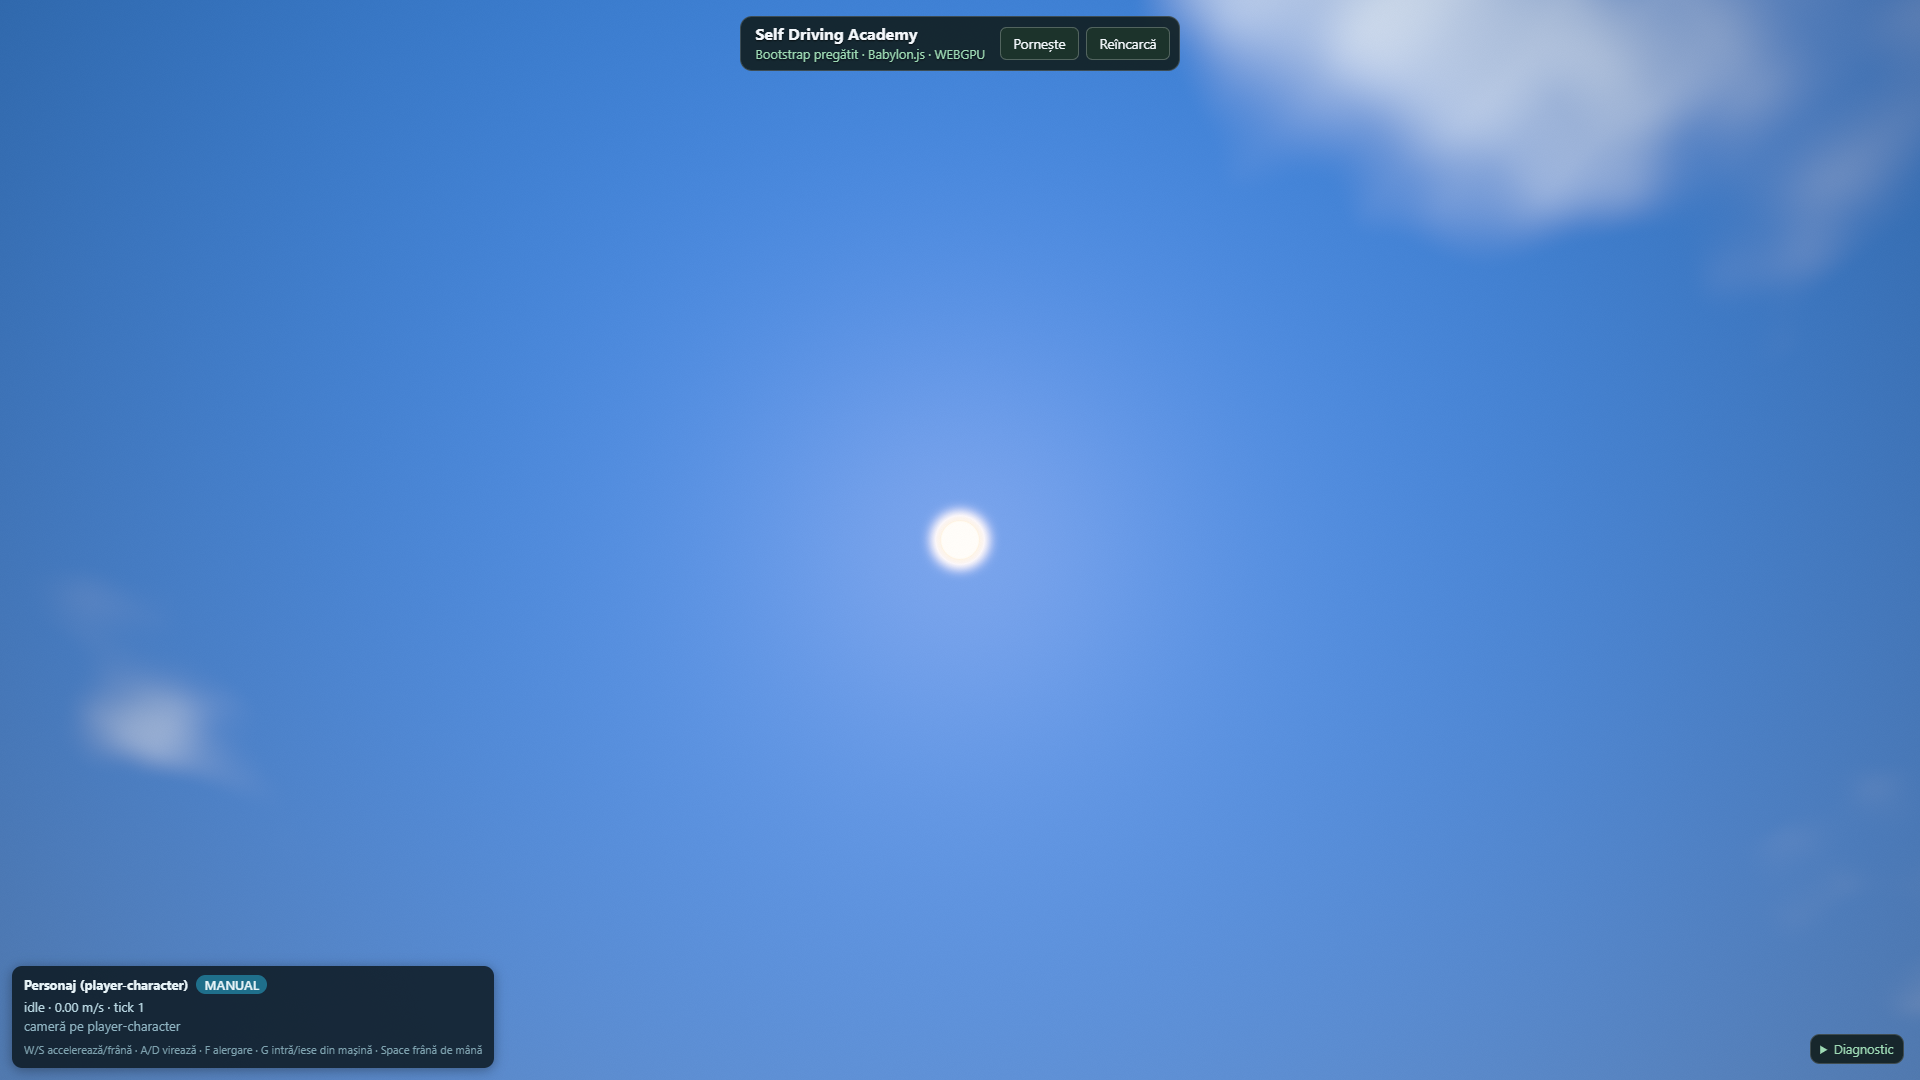 Self Driving Academy
Bootstrap pregătit · Babylon.js · WEBGPU
Pornește
Reîncarcă
Personaj (player-character) MANUAL
idle · 0.00 m/s · tick 1
cameră pe player-character
W/S accelerează/frână · A/D virează · F alergare · G intră/iese din mașină · Space frână de mână
▶ Diagnostic